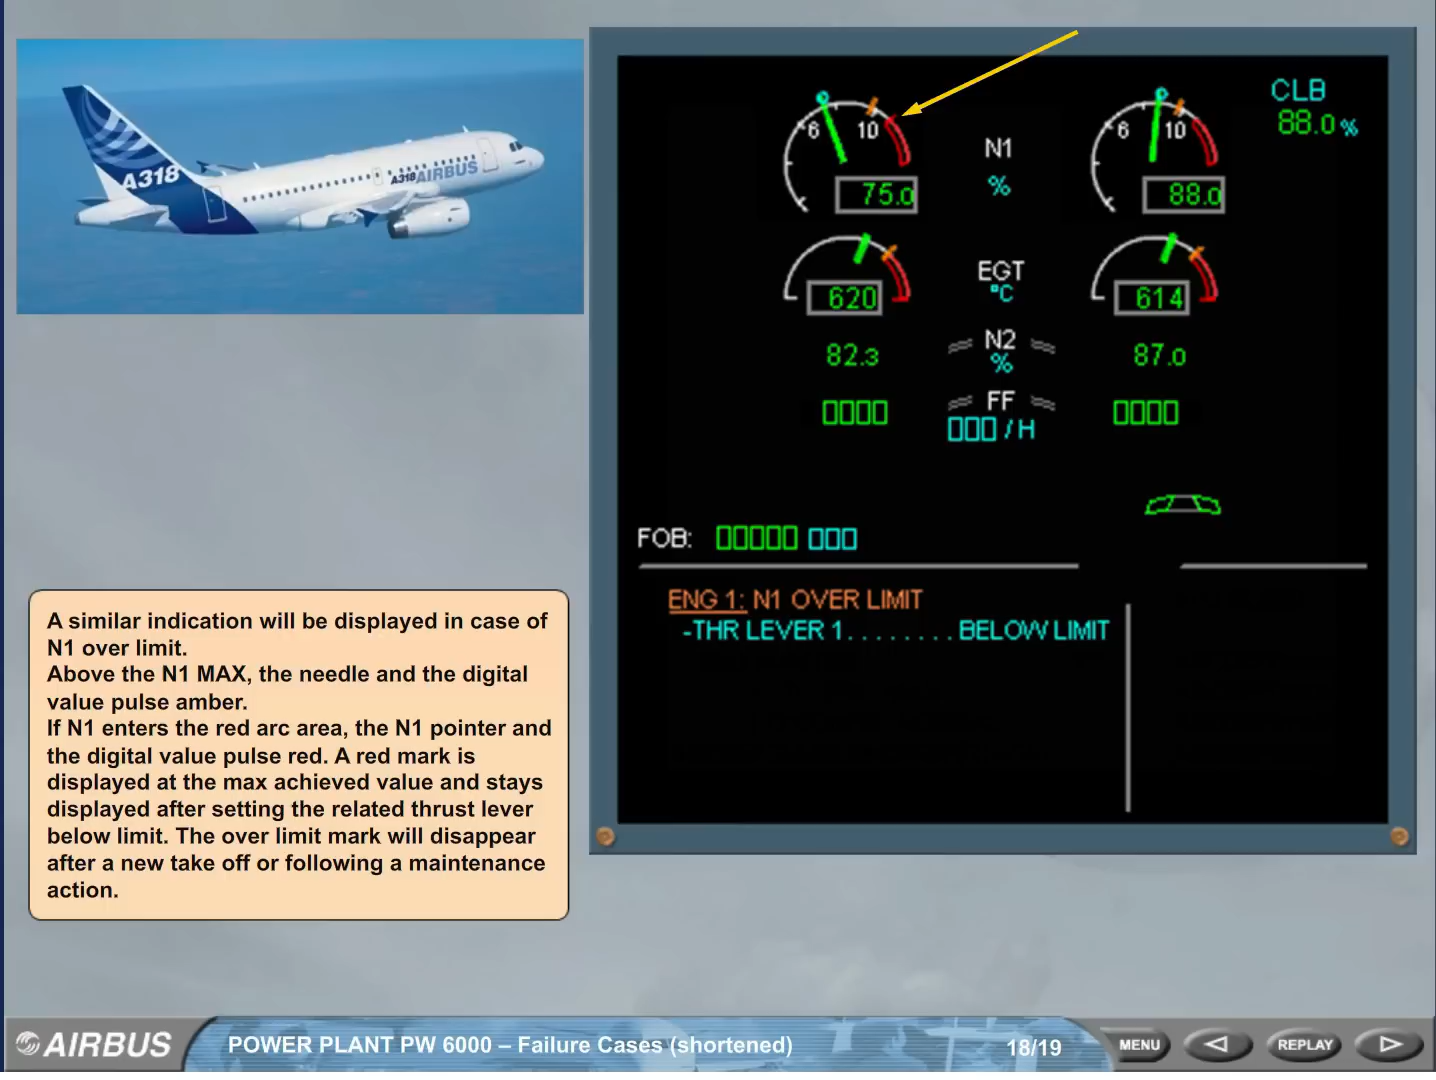 A318
A318 AIRBUS
CLB
88.0 %
6 10
N1
%
6 10
75.0
88.0
EGT
°C
620
614
N2
%
82.3
87.0
FF
/ H
FOB:
ENG 1: N1 OVER LIMIT
-THR LEVER 1........BELOW LIMIT
A similar indication will be displayed in case of
N1 over limit.
Above the N1 MAX, the needle and the digital
value pulse amber.
If N1 enters the red arc area, the N1 pointer and
the digital value pulse red. A red mark is
displayed at the max achieved value and stays
displayed after setting the related thrust lever
below limit. The over limit mark will disappear
after a new take off or following a maintenance
action.
AIRBUS
POWER PLANT PW 6000 – Failure Cases (shortened)
18/19
MENU
REPLAY